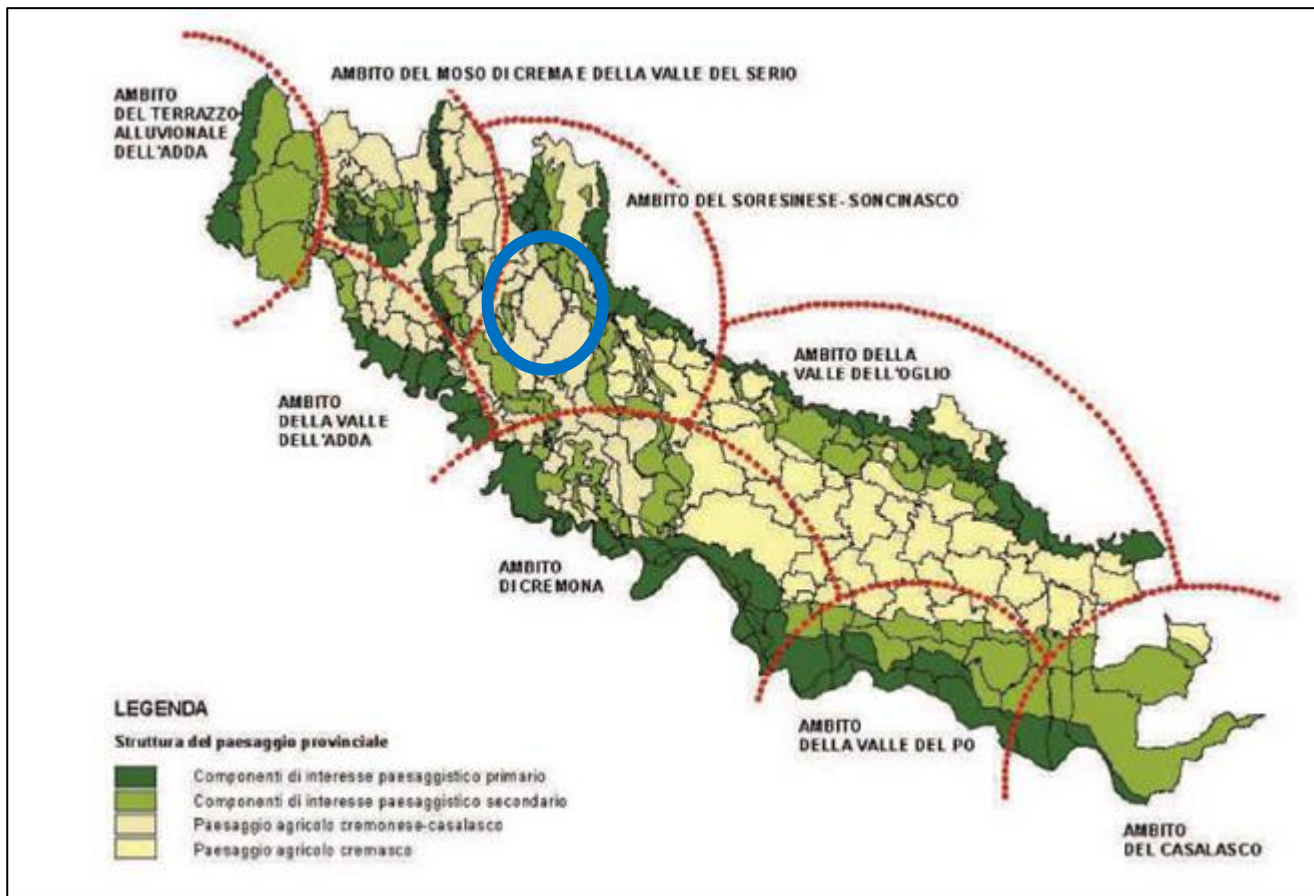 AMBITO DEL MOSO DI CREMA E DELLA VALLE DEL SERIO
AMBITO
DEL TERRAZZO
ALLUVIONALE
DELL'ADDA
AMBITO DEL SORESINESE- SONCINASCO
AMBITO DELLA
VALLE DELL'OGLIO
AMBITO
DELLA VALLE
DELL'ADDA
AMBITO
DI CREMONA
AMBITO
DELLA VALLE DEL PO
AMBITO
DEL CASALASCO
LEGENDA
Struttura del paesaggio provinciale
Componenti di interesse paesaggistico primario
Componenti di interesse paesaggistico secondario
Paesaggio agricolo cremonese-casalasco
Paesaggio agricolo cremasco